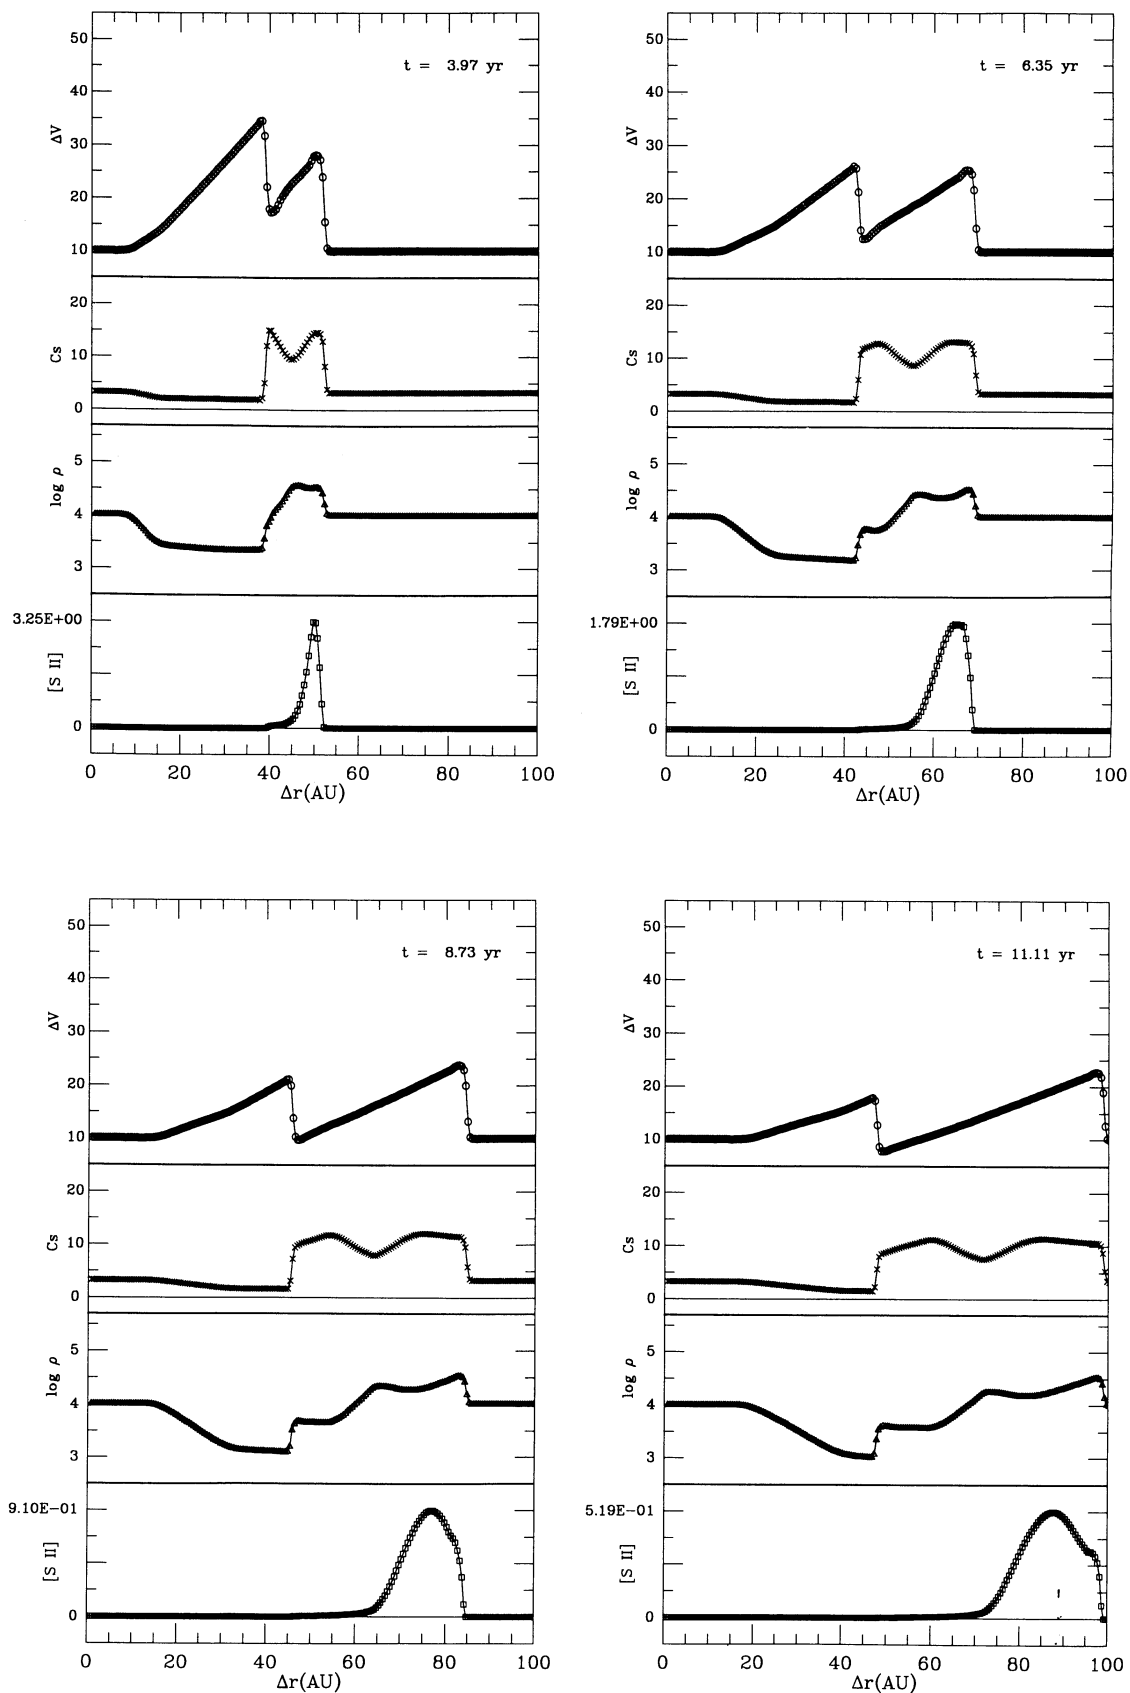 50
t = 3.97 yr
40
ΔV
30
20
10
20
Cs
10
0
5
log ρ
4
3
3.25E+00
[S II]
0
0 20 40 60 80 100
Δr(AU)
50
t = 6.35 yr
40
ΔV
30
20
10
20
Cs
10
0
5
log ρ
4
3
1.79E+00
[S II]
0
0 20 40 60 80 100
Δr(AU)
50
t = 8.73 yr
40
ΔV
30
20
10
20
Cs
10
0
5
log ρ
4
3
9.10E−01
[S II]
0
0 20 40 60 80 100
Δr(AU)
50
t = 11.11 yr
40
ΔV
30
20
10
20
Cs
10
0
5
log ρ
4
3
5.19E−01
[S II]
0
0 20 40 60 80 100
Δr(AU)